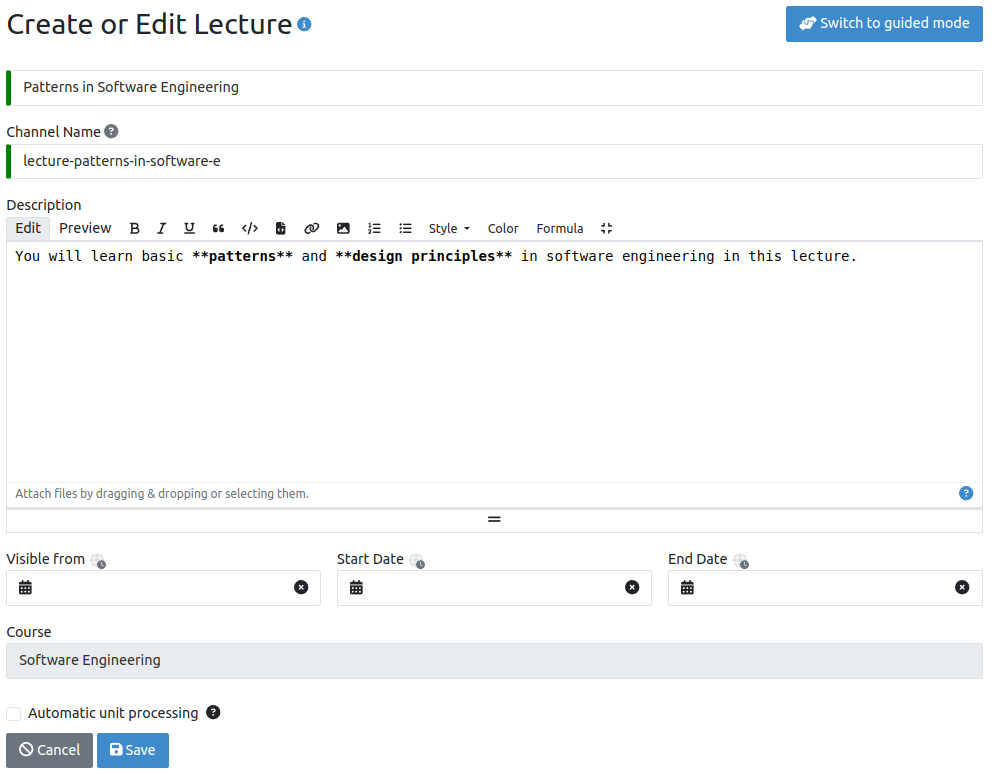 Create or Edit Lecture
Switch to guided mode
Patterns in Software Engineering
Channel Name
lecture-patterns-in-software-e
Description
Edit Preview B I U Style Color Formula
You will learn basic **patterns** and **design principles** in software engineering in this lecture.
Attach files by dragging & dropping or selecting them.
Visible from Start Date End Date
Course
Software Engineering
Automatic unit processing
Cancel Save